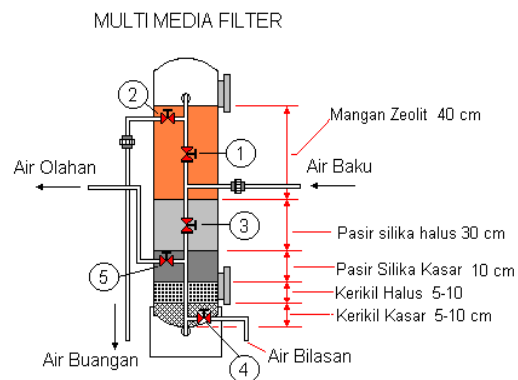 MULTI MEDIA FILTER
2
Mangan Zeolit 40 cm
1
Air Olahan
Air Baku
3
Pasir silika halus 30 cm
5
Pasir Silika Kasar 10 cm
Kerikil Halus 5-10
Kerikil Kasar 5-10 cm
Air Buangan
4
Air Bilasan